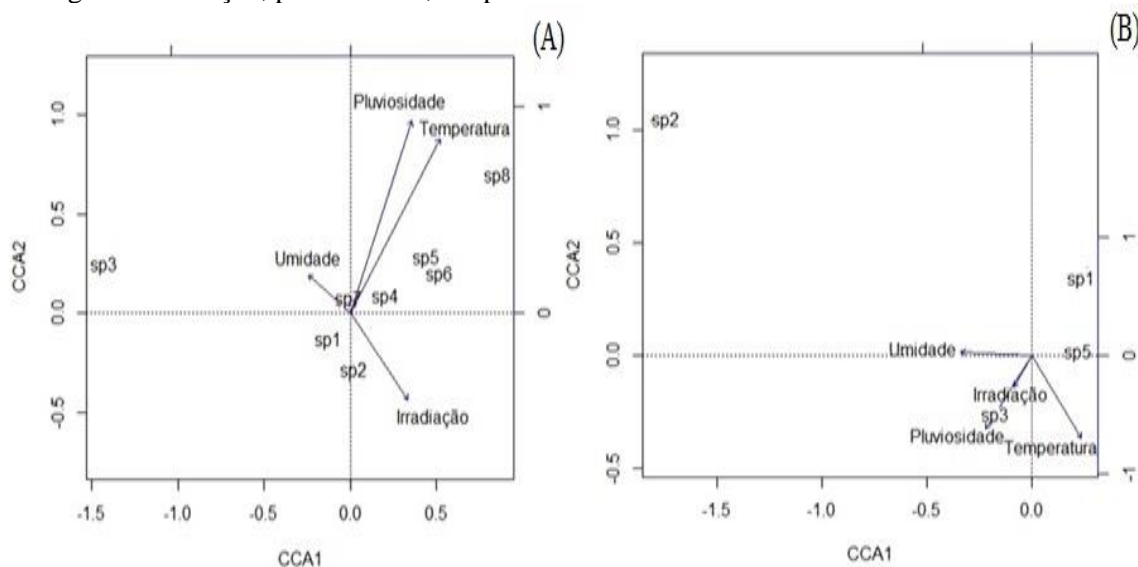 (A)
Pluviosidade
Temperatura
sp8
sp5
sp6
sp3
Umidade
sp4
sp1
sp2
Irradiação
CCA2
1.0
0.5
0.0
-0.5
1
0
-1.5
-1.0
-0.5
0.0
0.5
CCA1
(B)
sp2
sp1
Umidade
sp5
Irradiação
sp3
Pluviosidade
Temperatura
CCA2
1.0
0.5
0.0
-0.5
1
0
-1
-1.5
-1.0
-0.5
0.0
CCA1